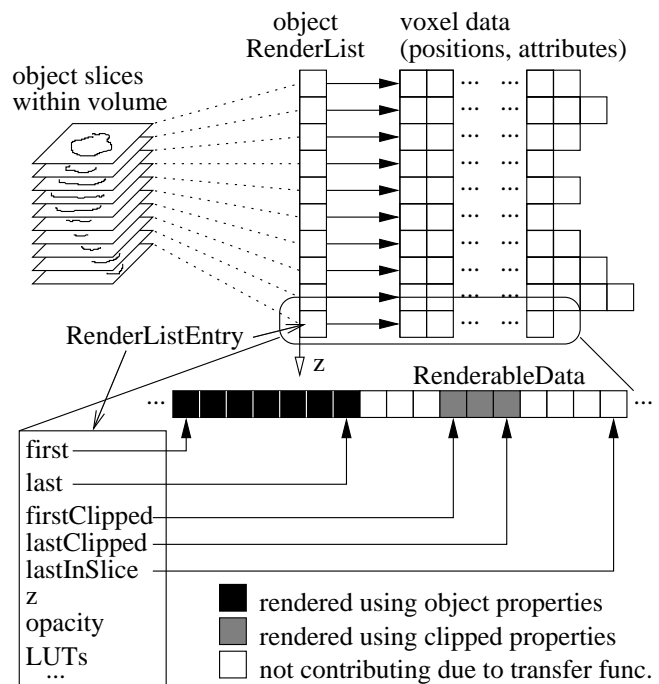 object
RenderList
voxel data
(positions, attributes)
object slices
within volume
... ...
... ...
... ...
... ...
... ...
RenderListEntry
z
RenderableData
... ...
first
last
firstClipped
lastClipped
lastInSlice
z
opacity
LUTs
...
rendered using object properties
rendered using clipped properties
not contributing due to transfer func.